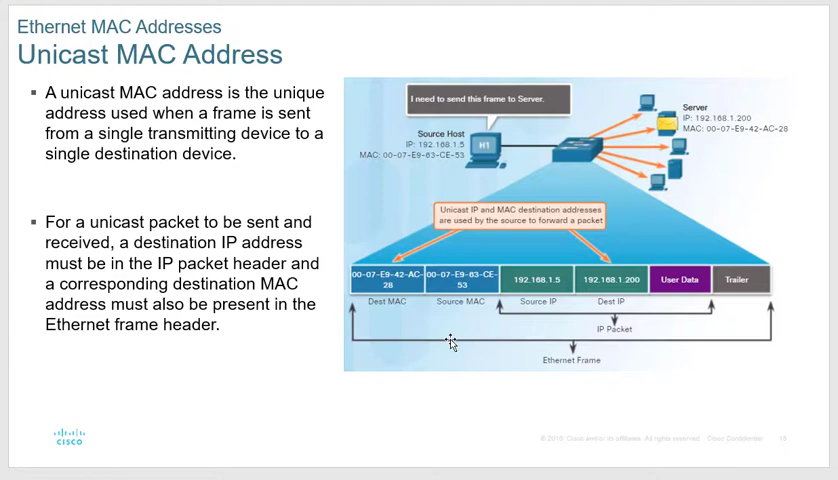 Ethernet MAC Addresses
Unicast MAC Address
▪ A unicast MAC address is the unique
address used when a frame is sent
from a single transmitting device to a
single destination device.
▪ For a unicast packet to be sent and
received, a destination IP address
must be in the IP packet header and
a corresponding destination MAC
address must also be present in the
Ethernet frame header.
I need to send this frame to Server.
Source Host
IP: 192.168.1.5
MAC: 00-07-E9-63-CE-53
H1
Server
IP: 192.168.1.200
MAC: 00-07-E9-42-AC-28
Unicast IP and MAC destination addresses
are used by the source to forward a packet
00-07-E9-42-AC-
28
00-07-E9-63-CE-
53
192.168.1.5
192.168.1.200
User Data
Trailer
Dest MAC
Source MAC
Source IP
Dest IP
IP Packet
Ethernet Frame
CISCO
© 2016 Cisco and/or its affiliates. All rights reserved. Cisco Confidential